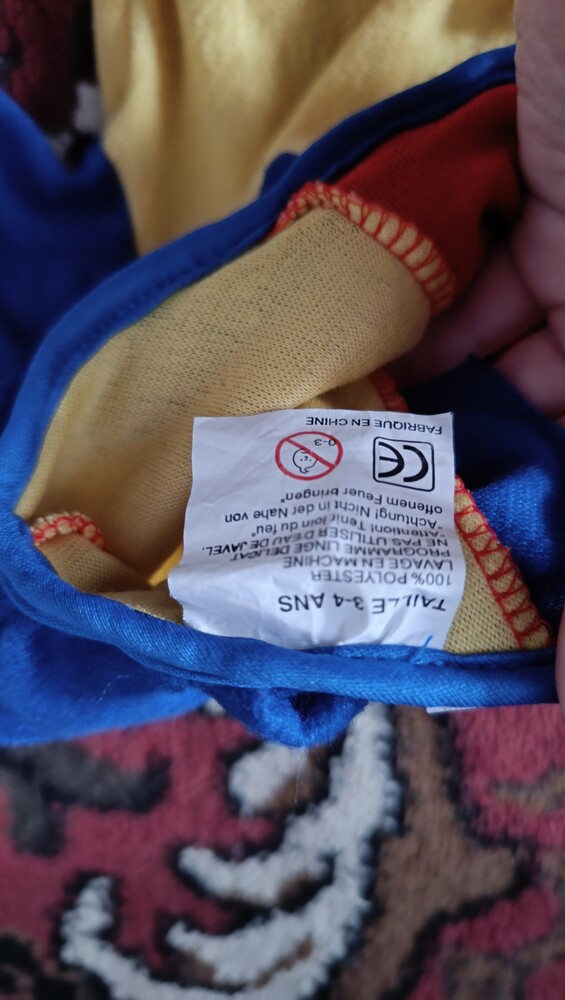 TAILLE 3-4 ANS
100% POLYESTER
LAVAGE EN MACHINE
PROGRAMME LINGE DELICAT
NE PAS UTILISER D'EAU DE JAVEL.
"Attention! Tenir loin du feu"
"Achtung! Nicht in der Nahe von
offenem Feuer bringen"
CE
0-3
FABRIQUE EN CHINE